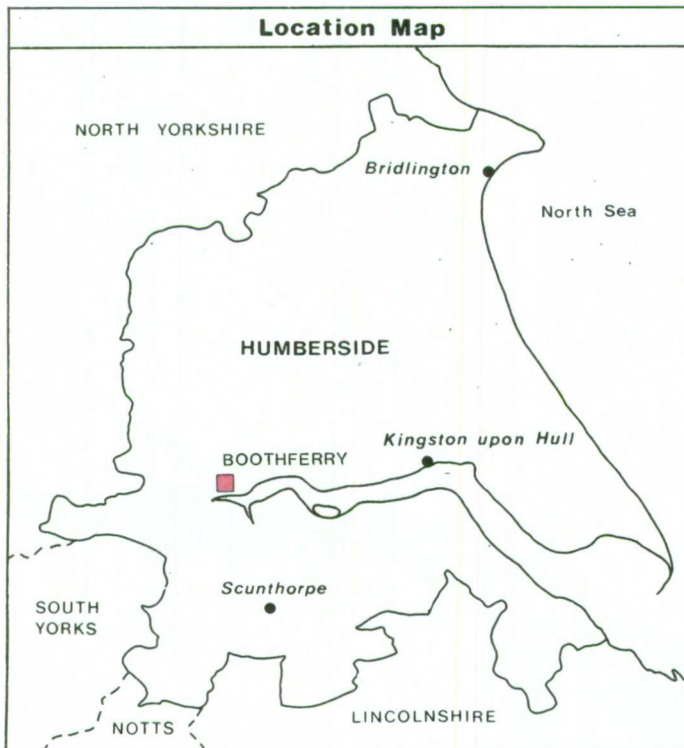 Location Map
NORTH YORKSHIRE
Bridlington
North Sea
HUMBERSIDE
Kingston upon Hull
BOOTHFERRY
Scunthorpe
SOUTH
YORKS
LINCOLNSHIRE
NOTTS